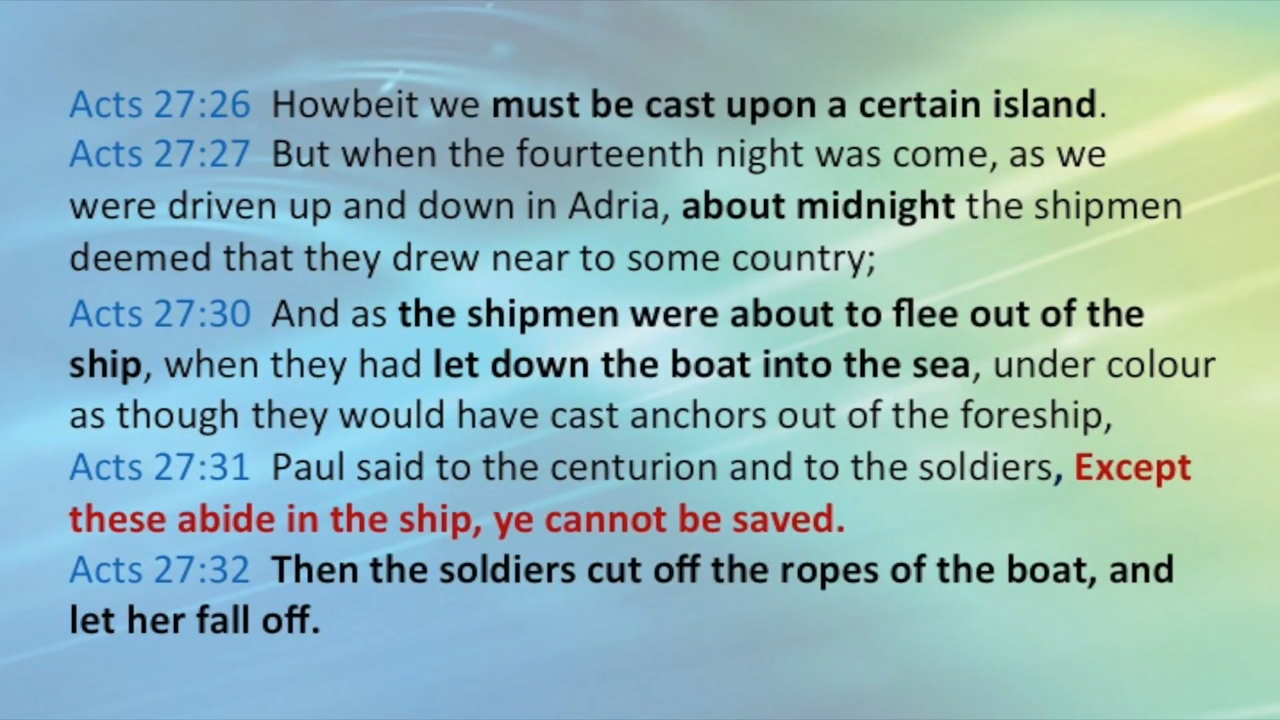 Acts 27:26 Howbeit we must be cast upon a certain island.
Acts 27:27 But when the fourteenth night was come, as we
were driven up and down in Adria, about midnight the shipmen
deemed that they drew near to some country;
Acts 27:30 And as the shipmen were about to flee out of the
ship, when they had let down the boat into the sea, under colour
as though they would have cast anchors out of the foreship,
Acts 27:31 Paul said to the centurion and to the soldiers, Except
these abide in the ship, ye cannot be saved.
Acts 27:32 Then the soldiers cut off the ropes of the boat, and
let her fall off.